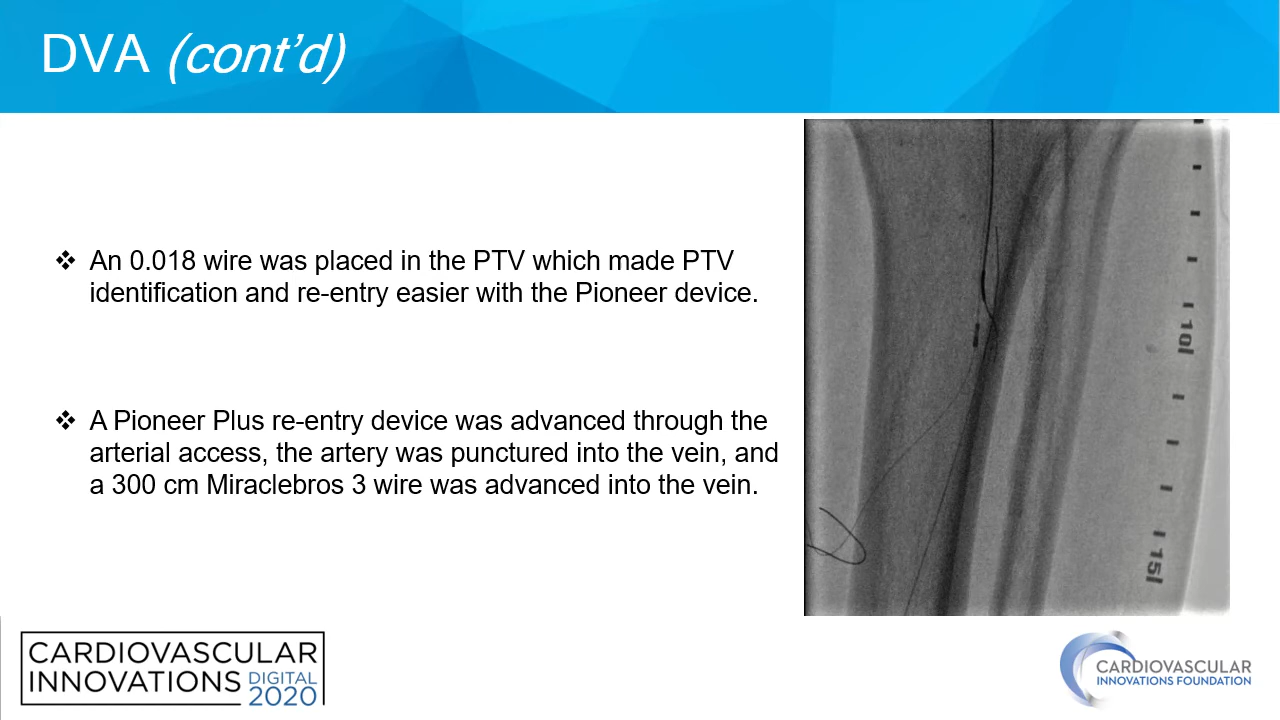 DVA (cont’d)
❖ An 0.018 wire was placed in the PTV which made PTV
identification and re-entry easier with the Pioneer device.
❖ A Pioneer Plus re-entry device was advanced through the
arterial access, the artery was punctured into the vein, and
a 300 cm Miraclebros 3 wire was advanced into the vein.
10
15
CARDIOVASCULAR
INNOVATIONS DIGITAL
2020
CARDIOVASCULAR
INNOVATIONS FOUNDATION